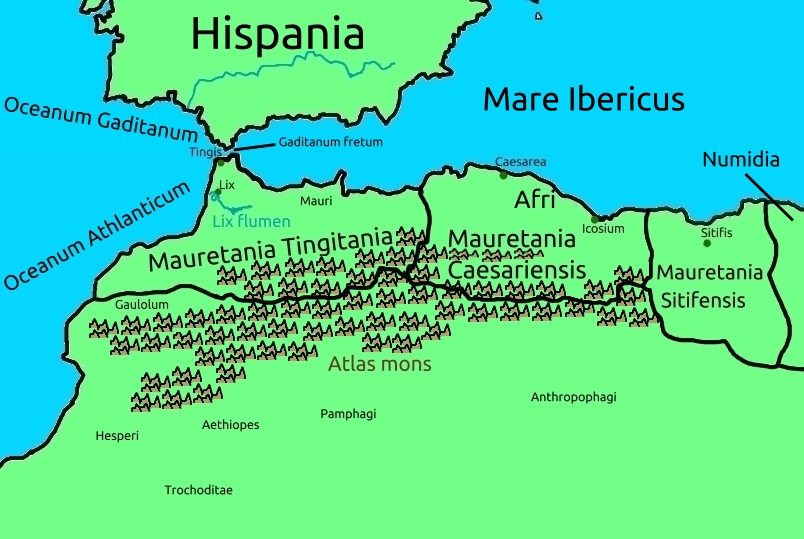 Hispania
Mare Ibericus
Oceanum Gaditanum
Gaditanum fretum
Tingis
Numidia
Caesarea
Lix
Oceanum Athlanticum
Mauri
Afri
Lix flumen
Icosium
Sitifis
Mauretania Tingitania
Mauretania
Caesariensis
Mauretania
Sitifensis
Gaulolum
Atlas mons
Anthropophagi
Pamphagi
Aethiopes
Hesperi
Trochoditae